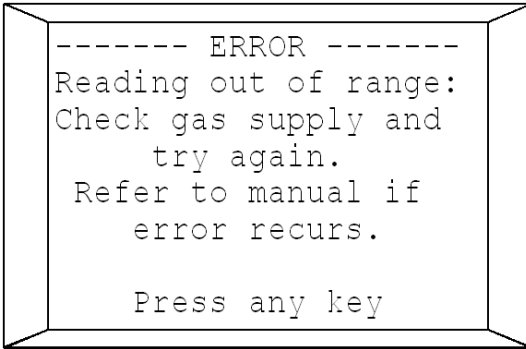 ------- ERROR -------
Reading out of range:
Check gas supply and
try again.
Refer to manual if
error recurs.
Press any key